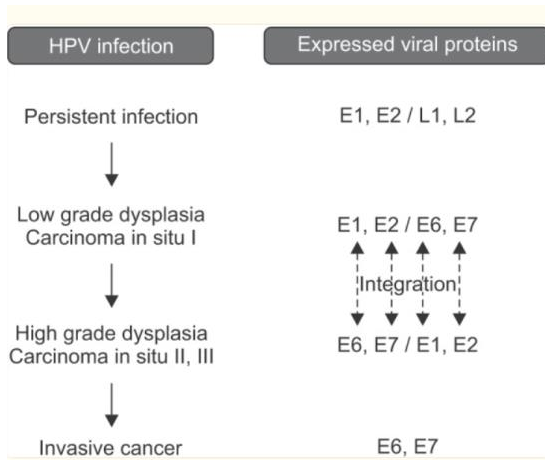 HPV infection
Expressed viral proteins
Persistent infection
E1, E2 / L1, L2
Low grade dysplasia
Carcinoma in situ I
E1, E2 / E6, E7
Integration
High grade dysplasia
Carcinoma in situ II, III
E6, E7 / E1, E2
Invasive cancer
E6, E7